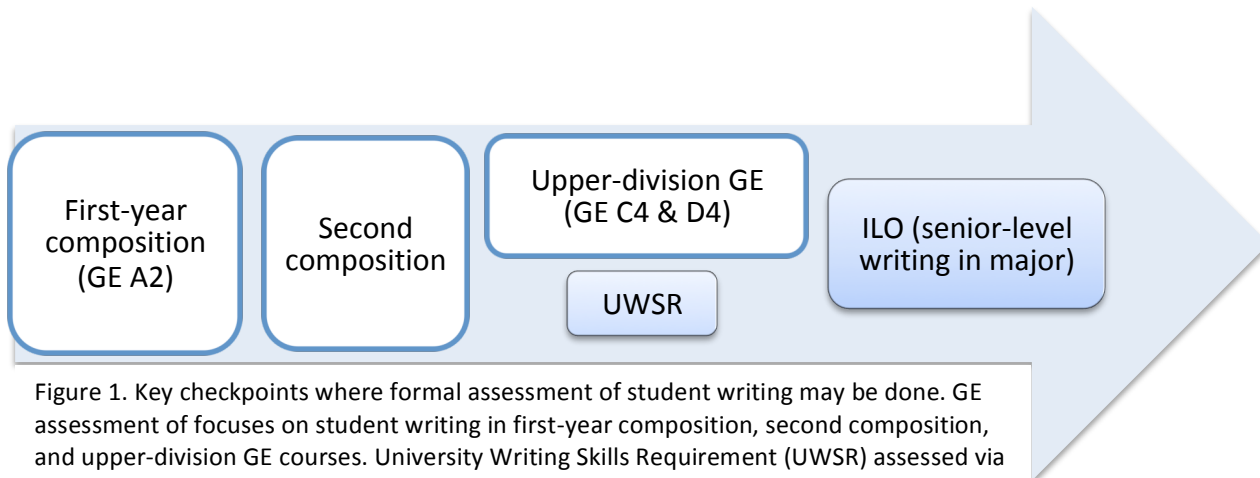 First-year
composition
(GE A2)
Second
composition
Upper-division GE
(GE C4 & D4)
UWSR
ILO (senior-level
writing in major)
Figure 1. Key checkpoints where formal assessment of student writing may be done. GE
assessment of focuses on student writing in first-year composition, second composition,
and upper-division GE courses. University Writing Skills Requirement (UWSR) assessed via